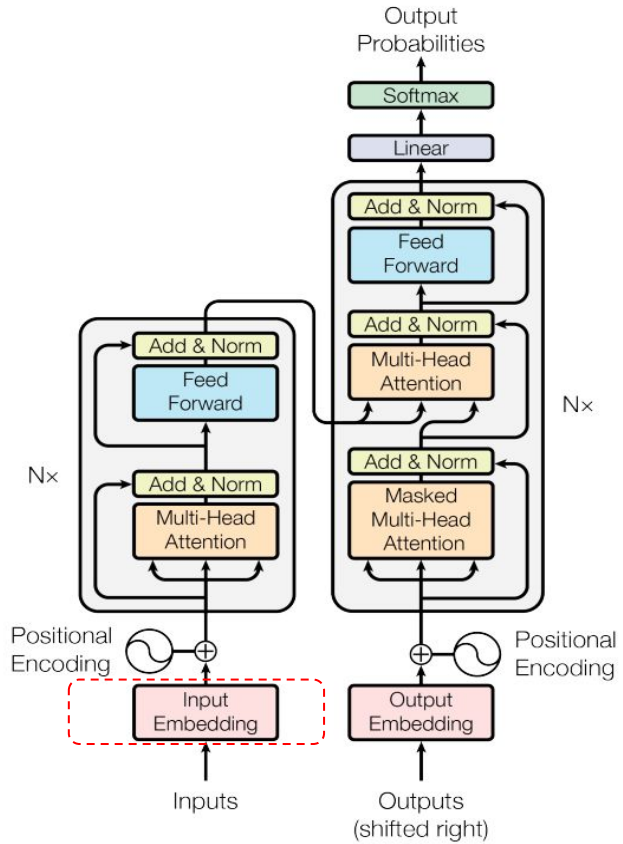 Output
Probabilities
Softmax
Linear
Add & Norm
Feed
Forward
Add & Norm
Multi-Head
Attention
Add & Norm
Masked
Multi-Head
Attention
Nx
Add & Norm
Feed
Forward
Add & Norm
Multi-Head
Attention
Nx
Positional
Encoding
Positional
Encoding
Input
Embedding
Output
Embedding
Inputs
Outputs
(shifted right)